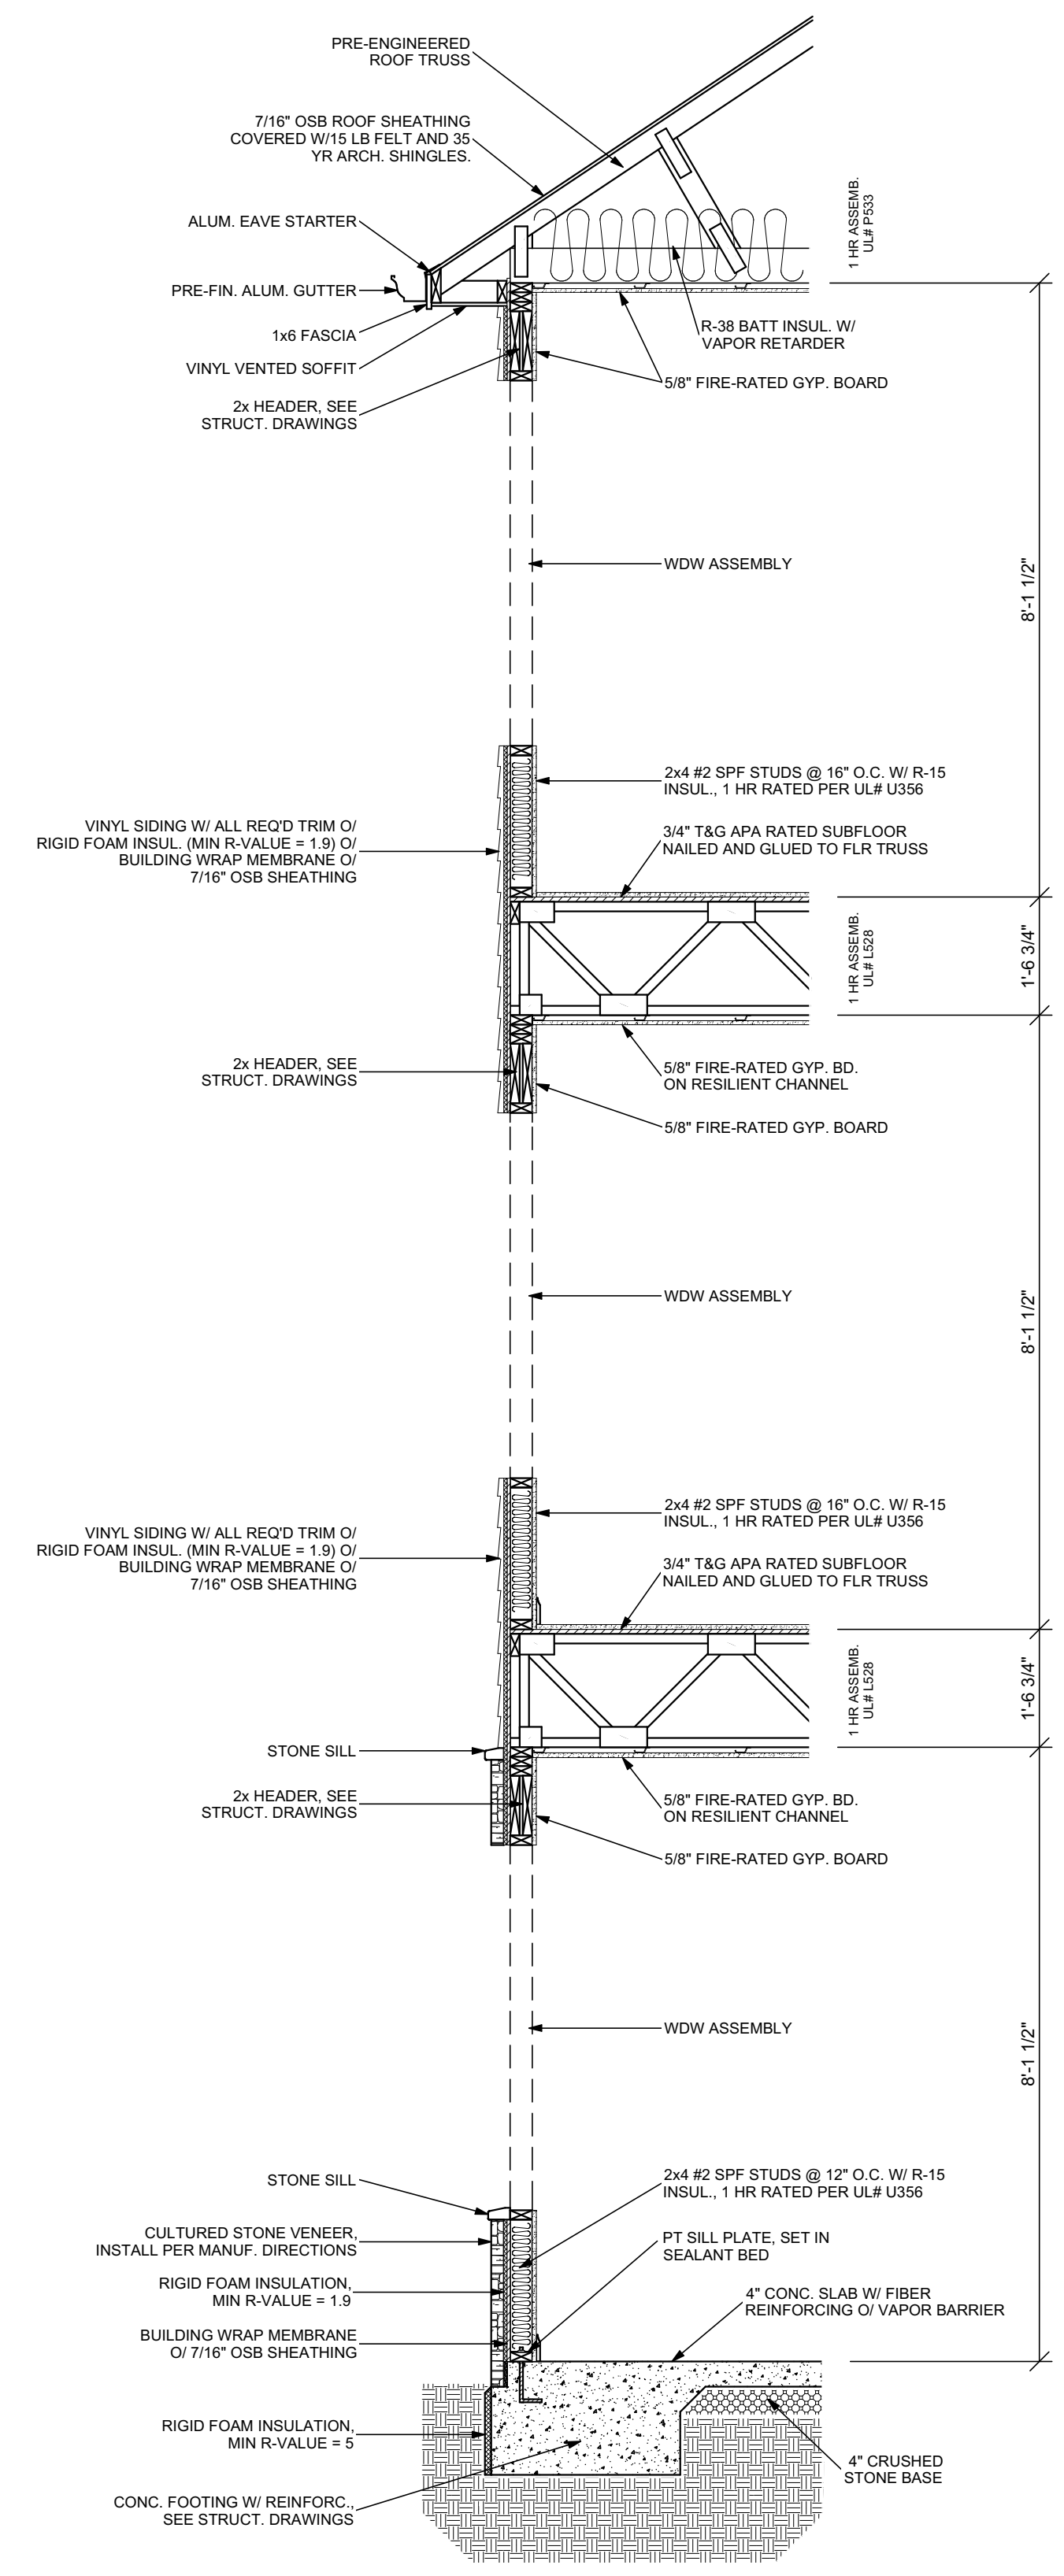 PRE-ENGINEERED
ROOF TRUSS
7/16" OSB ROOF SHEATHING
COVERED W/15 LB FELT AND 35
YR ARCH. SHINGLES.
ALUM. EAVE STARTER
PRE-FIN. ALUM. GUTTER
1x6 FASCIA
VINYL VENTED SOFFIT
2x HEADER, SEE
STRUCT. DRAWINGS
1 HR ASSEMB.
UL# P533
R-38 BATT INSUL. W/
VAPOR RETARDER
5/8" FIRE-RATED GYP. BOARD
WDW ASSEMBLY
8'-1 1/2"
2x4 #2 SPF STUDS @ 16" O.C. W/ R-15
INSUL., 1 HR RATED PER UL# U356
VINYL SIDING W/ ALL REQ'D TRIM O/
RIGID FOAM INSUL. (MIN R-VALUE = 1.9) O/
BUILDING WRAP MEMBRANE O/
7/16" OSB SHEATHING
3/4" T&G APA RATED SUBFLOOR
NAILED AND GLUED TO FLR TRUSS
1 HR ASSEMB.
UL# L528
1'-6 3/4"
2x HEADER, SEE
STRUCT. DRAWINGS
5/8" FIRE-RATED GYP. BD.
ON RESILIENT CHANNEL
5/8" FIRE-RATED GYP. BOARD
WDW ASSEMBLY
8'-1 1/2"
2x4 #2 SPF STUDS @ 16" O.C. W/ R-15
INSUL., 1 HR RATED PER UL# U356
VINYL SIDING W/ ALL REQ'D TRIM O/
RIGID FOAM INSUL. (MIN R-VALUE = 1.9) O/
BUILDING WRAP MEMBRANE O/
7/16" OSB SHEATHING
3/4" T&G APA RATED SUBFLOOR
NAILED AND GLUED TO FLR TRUSS
1 HR ASSEMB.
UL# L528
1'-6 3/4"
STONE SILL
2x HEADER, SEE
STRUCT. DRAWINGS
5/8" FIRE-RATED GYP. BD.
ON RESILIENT CHANNEL
5/8" FIRE-RATED GYP. BOARD
WDW ASSEMBLY
8'-1 1/2"
STONE SILL
2x4 #2 SPF STUDS @ 12" O.C. W/ R-15
INSUL., 1 HR RATED PER UL# U356
CULTURED STONE VENEER,
INSTALL PER MANUF. DIRECTIONS
PT SILL PLATE, SET IN
SEALANT BED
RIGID FOAM INSULATION,
MIN R-VALUE = 1.9
4" CONC. SLAB W/ FIBER
REINFORCING O/ VAPOR BARRIER
BUILDING WRAP MEMBRANE
O/ 7/16" OSB SHEATHING
RIGID FOAM INSULATION,
MIN R-VALUE = 5
4" CRUSHED
STONE BASE
CONC. FOOTING W/ REINFORC.,
SEE STRUCT. DRAWINGS